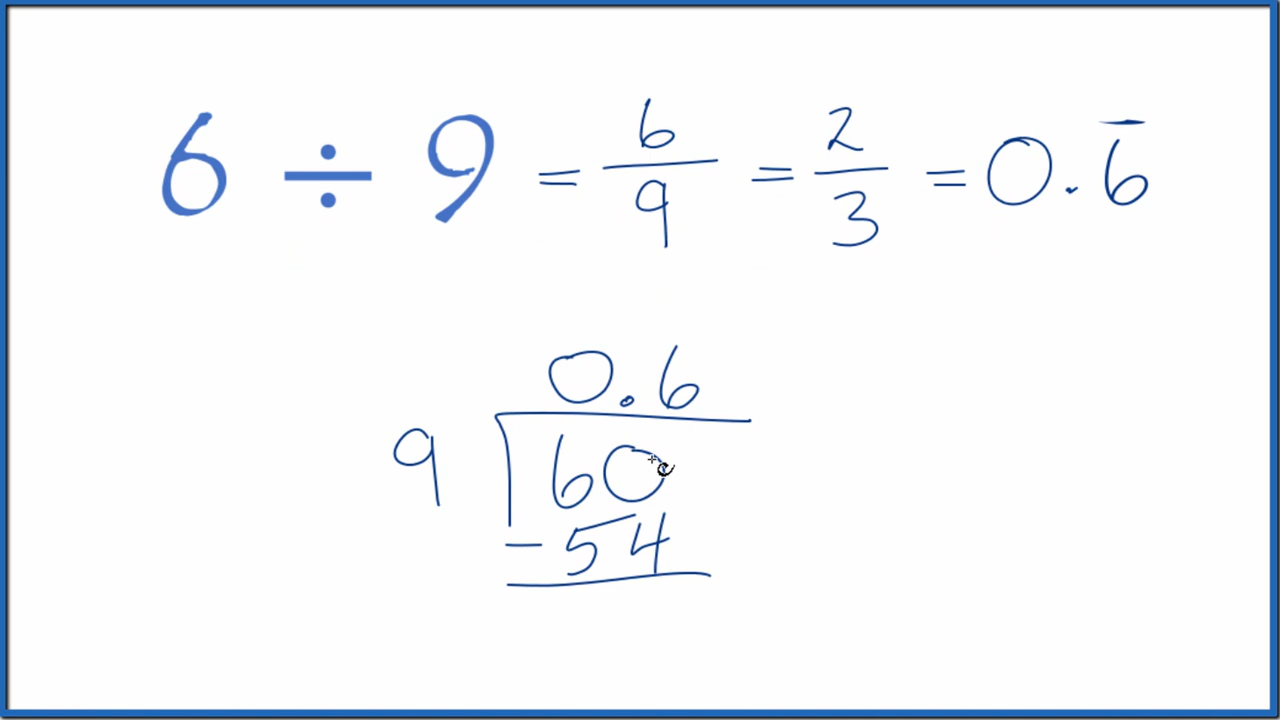 6 ÷ 9 = 6/9 = 2/3 = 0.6̅
0.6
9 60
-54